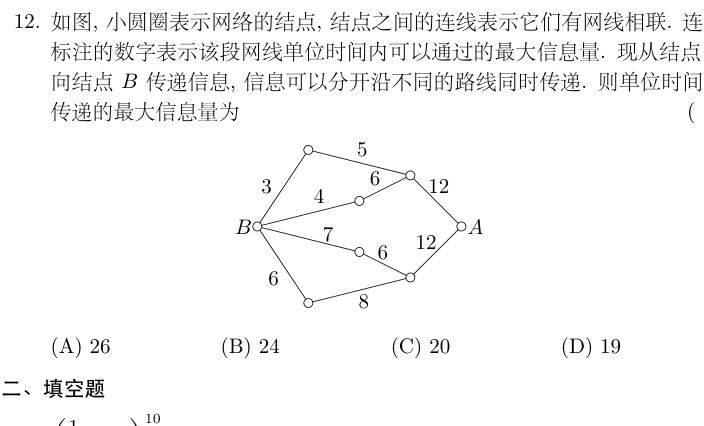 12. 如图, 小圆圈表示网络的结点, 结点之间的连线表示它们有网线相联. 连
标注的数字表示该段网线单位时间内可以通过的最大信息量. 现从结点
向结点 B 传递信息, 信息可以分开沿不同的路线同时传递. 则单位时间
传递的最大信息量为 (
5
3
6
12
4
B
A
7
12
6
6
8
(A) 26 (B) 24 (C) 20 (D) 19
二、填空题
10